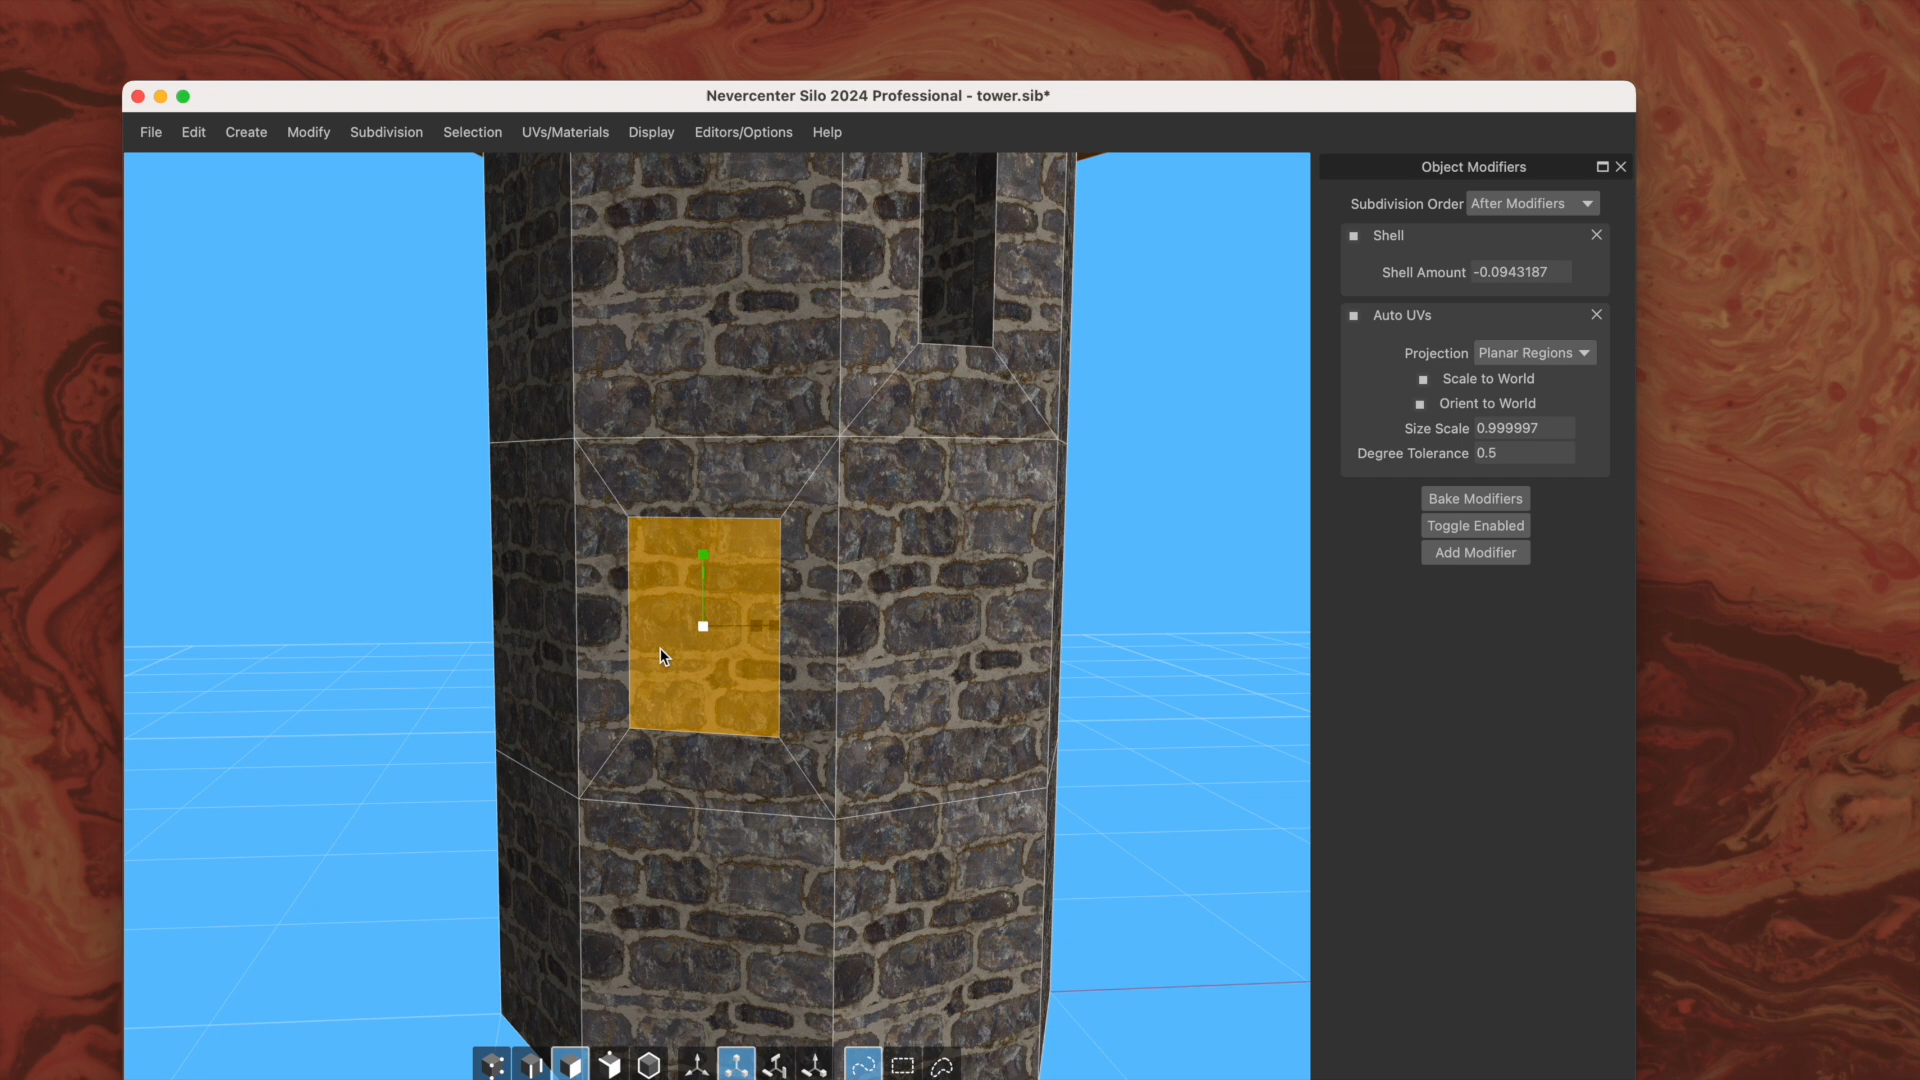 Nevercenter Silo 2024 Professional - tower.sib*
File Edit Create Modify Subdivision Selection UVs/Materials Display Editors/Options Help
Object Modifiers
Subdivision Order After Modifiers
Shell
Shell Amount -0.0943187
Auto UVs
Projection Planar Regions
Scale to World
Orient to World
Size Scale 0.999997
Degree Tolerance 0.5
Bake Modifiers
Toggle Enabled
Add Modifier